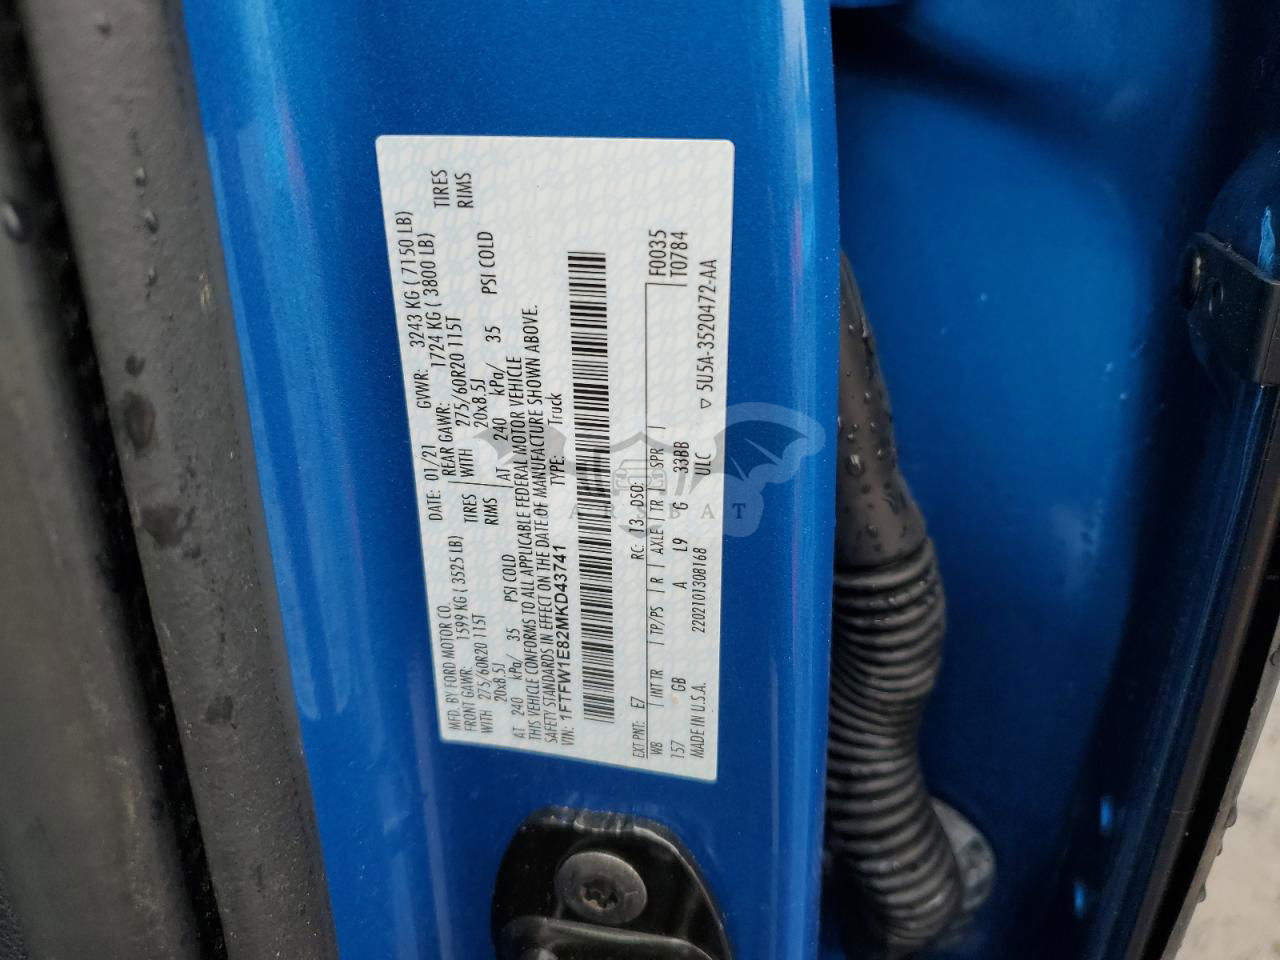 MFD. BY FORD MOTOR CO.
DATE: 01/21 GVWR: 3243 KG ( 7150 LB)
FRONT GAWR: 1599 KG ( 3525 LB)
REAR GAWR: 1724 KG ( 3800 LB)
WITH 275/60R20 115T TIRES
WITH 275/60R20 115T TIRES
20x8.5J RIMS
20x8.5J RIMS
AT 240 kPa/ 35 PSI COLD
AT 240 kPa/ 35 PSI COLD
THIS VEHICLE CONFORMS TO ALL APPLICABLE FEDERAL MOTOR VEHICLE
SAFETY STANDARDS IN EFFECT ON THE DATE OF MANUFACTURE SHOWN ABOVE.
VIN: 1FTFW1E82MKD43741 TYPE: Truck
EXT PNT: E7 RC: 13 DSO: F0035
WB INT TR TP/PS R AXLE TR SPR T0784
157 GB A L9 G 33BB
MADE IN U.S.A. 2202101308168 ULC ▽ 5U5A-3520472-AA